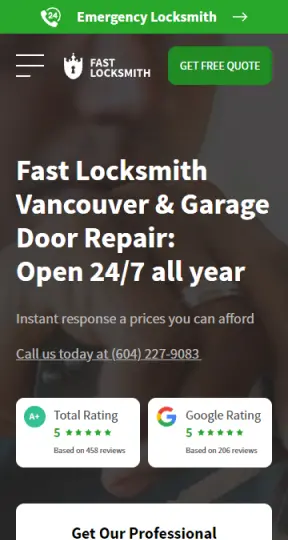 24
Emergency Locksmith →
FAST
LOCKSMITH
GET FREE QUOTE
Fast Locksmith
Vancouver & Garage
Door Repair:
Open 24/7 all year
Instant response a prices you can afford
Call us today at (604) 227-9083
A+ Total Rating
5 ★★★★★
Based on 458 reviews
Google Rating
5 ★★★★★
Based on 206 reviews
Get Our Professional